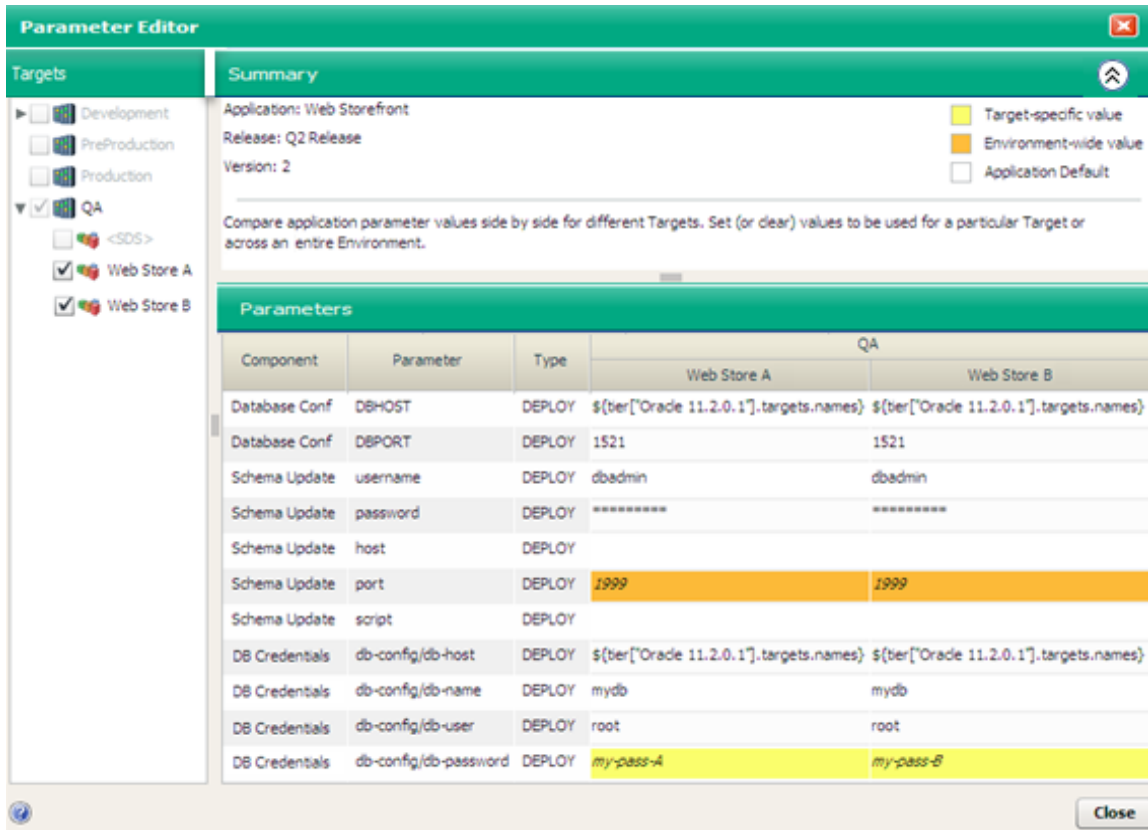 Parameter Editor
Targets
Development
PreProduction
Production
QA
<SDS>
Web Store A
Web Store B
Summary
Application: Web Storefront
Release: Q2 Release
Version: 2
Target-specific value
Environment-wide value
Application Default
Compare application parameter values side by side for different Targets. Set (or clear) values to be used for a particular Target or
across an entire Environment.
Parameters
Component Parameter Type QA
Web Store A Web Store B
Database Conf DBHOST DEPLOY ${tier["Oracle 11.2.0.1"].targets.names} ${tier["Oracle 11.2.0.1"].targets.names}
Database Conf DBPORT DEPLOY 1521 1521
Schema Update username DEPLOY dbadmin dbadmin
Schema Update password DEPLOY ********* *********
Schema Update host DEPLOY
Schema Update port DEPLOY 1999 1999
Schema Update script DEPLOY
DB Credentials db-config/db-host DEPLOY ${tier["Oracle 11.2.0.1"].targets.names} ${tier["Oracle 11.2.0.1"].targets.names}
DB Credentials db-config/db-name DEPLOY mydb mydb
DB Credentials db-config/db-user DEPLOY root root
DB Credentials db-config/db-password DEPLOY my-pass-A my-pass-B
Close